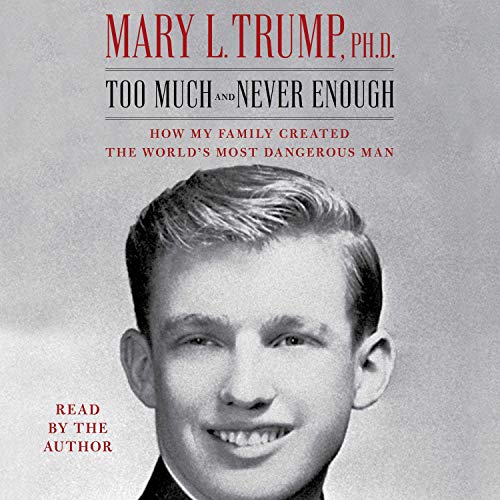 MARY L. TRUMP, PH.D.
TOO MUCH AND NEVER ENOUGH
HOW MY FAMILY CREATED
THE WORLD'S MOST DANGEROUS MAN
READ
BY THE
AUTHOR